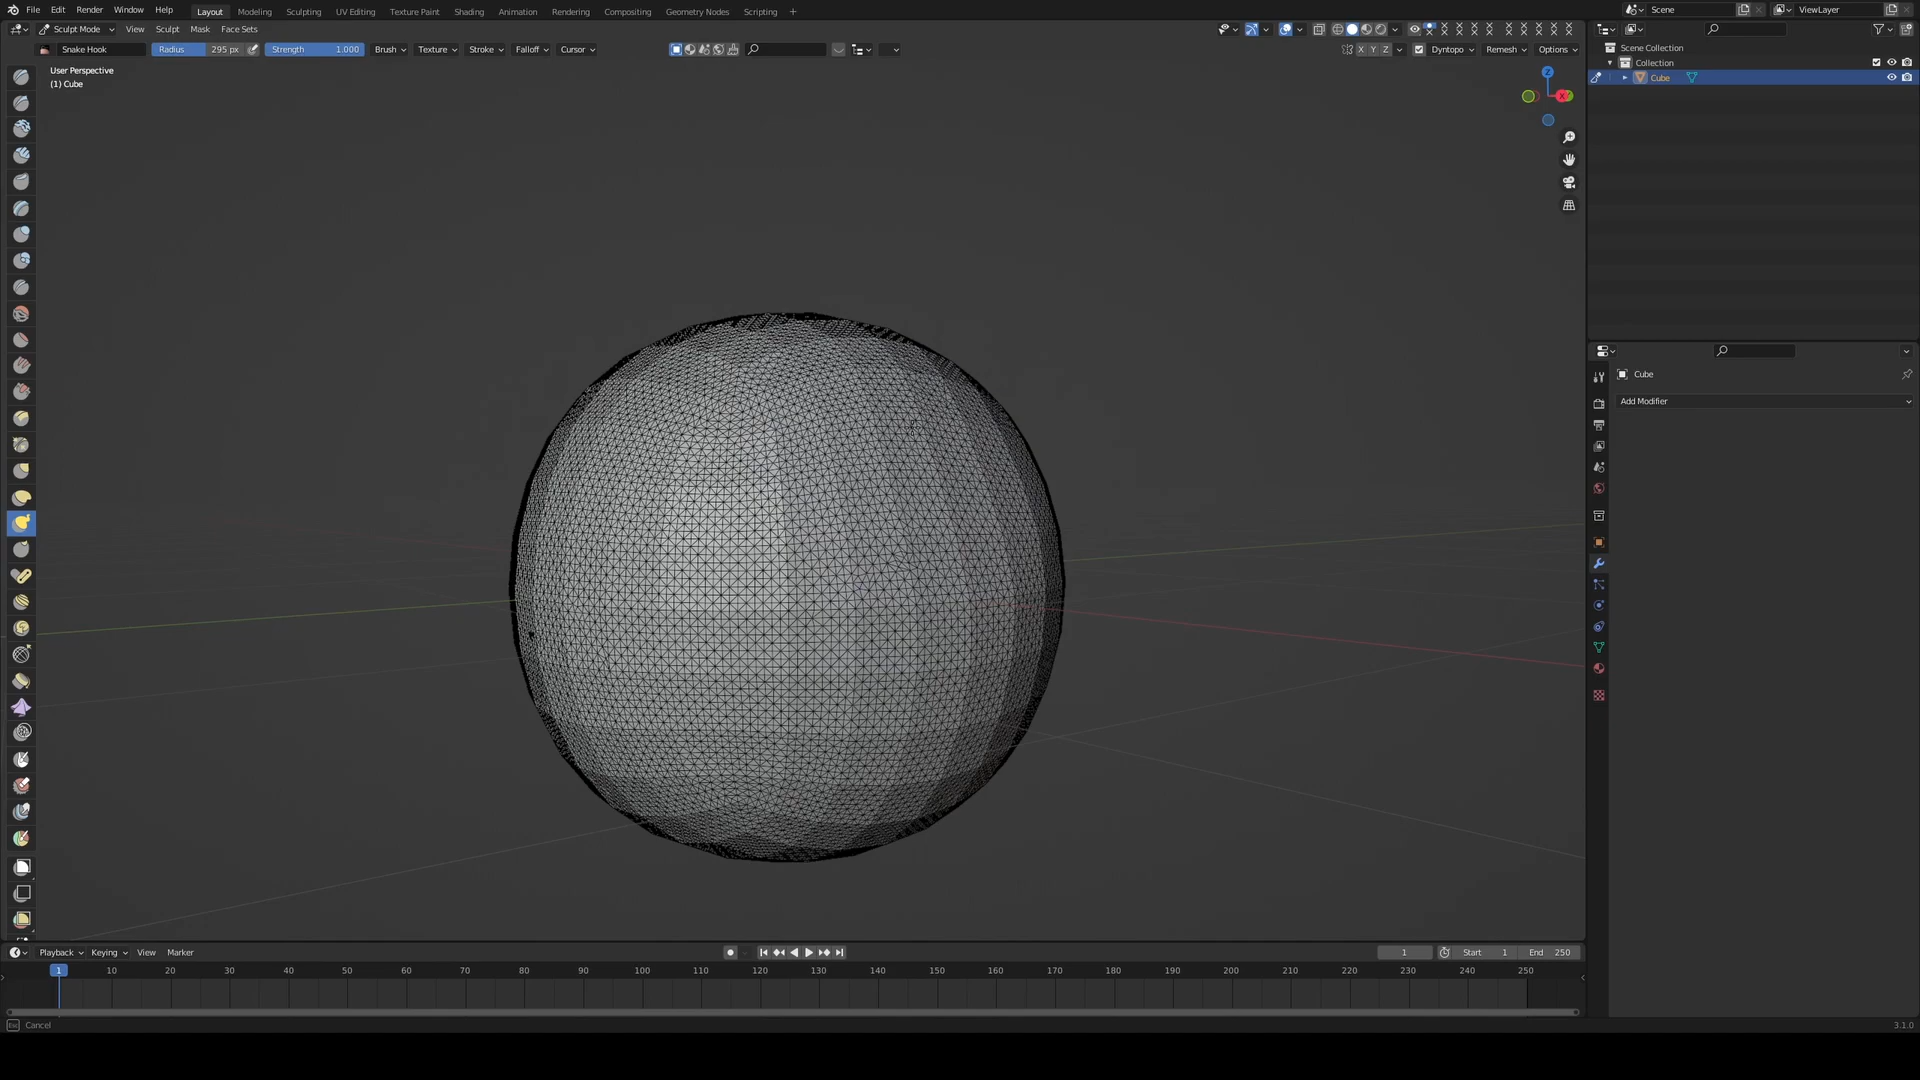 File Edit Render Window Help Layout Modeling Sculpting UV Editing Texture Paint Shading Animation Rendering Compositing Geometry Nodes Scripting + Scene ViewLayer
Sculpt Mode View Sculpt Mask Face Sets
Snake Hook Radius 295 px Strength 1.000 Brush Texture Stroke Falloff Cursor X Y Z Dyntopo Remesh Options
User Perspective
(1) Cube
Z
X
Scene Collection
Collection
Cube
Cube
Add Modifier
Playback Keying View Marker 1 Start 1 End 250
1 10 20 30 40 50 60 70 80 90 100 110 120 130 140 150 160 170 180 190 200 210 220 230 240 250
Esc Cancel 3.1.0